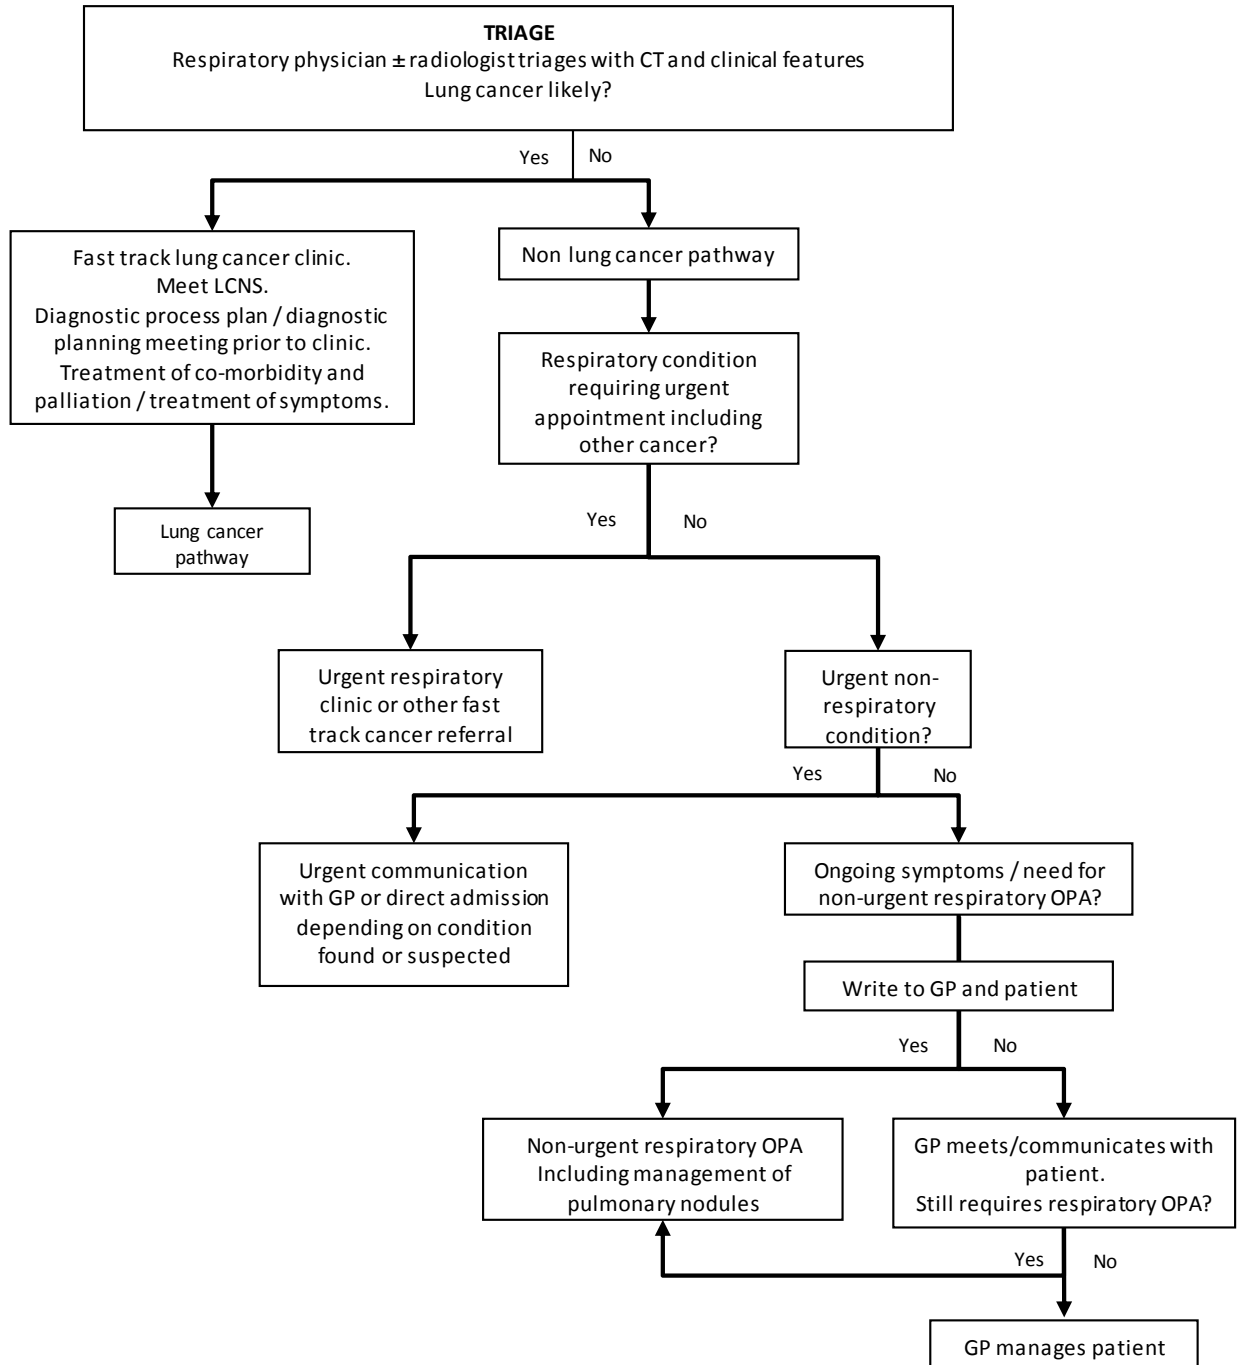 TRIAGE
Respiratory physician ± radiologist triages with CT and clinical features
Lung cancer likely?
Yes
No
Fast track lung cancer clinic.
Meet LCNS.
Diagnostic process plan / diagnostic
planning meeting prior to clinic.
Treatment of co-morbidity and
palliation / treatment of symptoms.
Non lung cancer pathway
Respiratory condition
requiring urgent
appointment including
other cancer?
Lung cancer
pathway
Yes
No
Urgent respiratory
clinic or other fast
track cancer referral
Urgent non-
respiratory
condition?
Yes
No
Urgent communication
with GP or direct admission
depending on condition
found or suspected
Ongoing symptoms / need for
non-urgent respiratory OPA?
Write to GP and patient
Yes
No
Non-urgent respiratory OPA
Including management of
pulmonary nodules
GP meets/communicates with
patient.
Still requires respiratory OPA?
Yes
No
GP manages patient